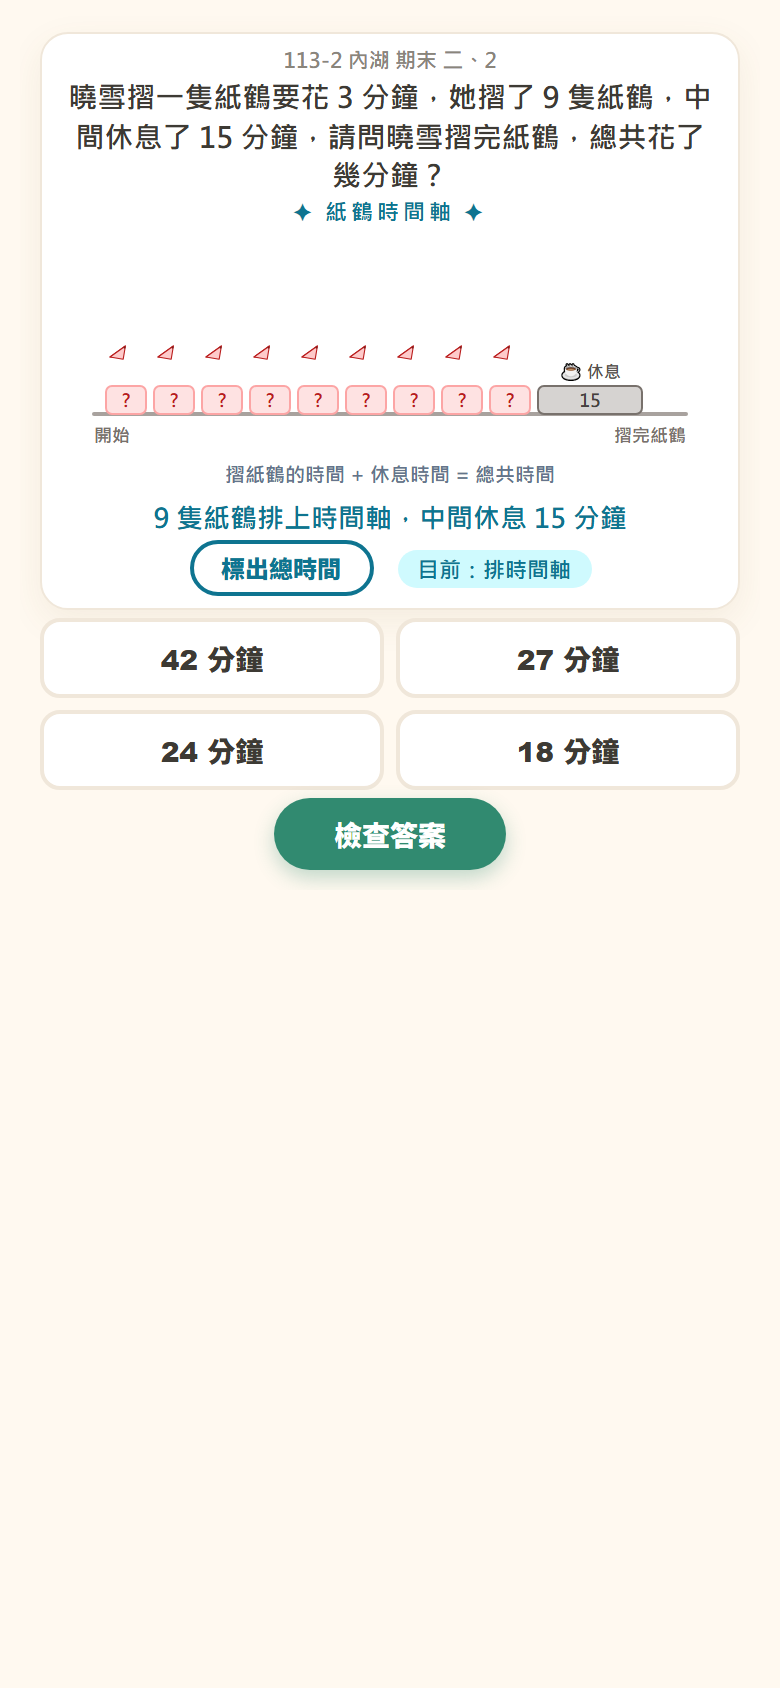 113-2 內湖 期末 二、2
曉雪摺一隻紙鶴要花 3 分鐘，她摺了 9 隻紙鶴，中
間休息了 15 分鐘，請問曉雪摺完紙鶴，總共花了
幾分鐘？
✦ 紙鶴時間軸 ✦
休息
? ? ? ? ? ? ? ? ? 15
開始 摺完紙鶴
摺紙鶴的時間 + 休息時間 = 總共時間
9 隻紙鶴排上時間軸，中間休息 15 分鐘
標出總時間 目前：排時間軸
42 分鐘 27 分鐘
24 分鐘 18 分鐘
檢查答案